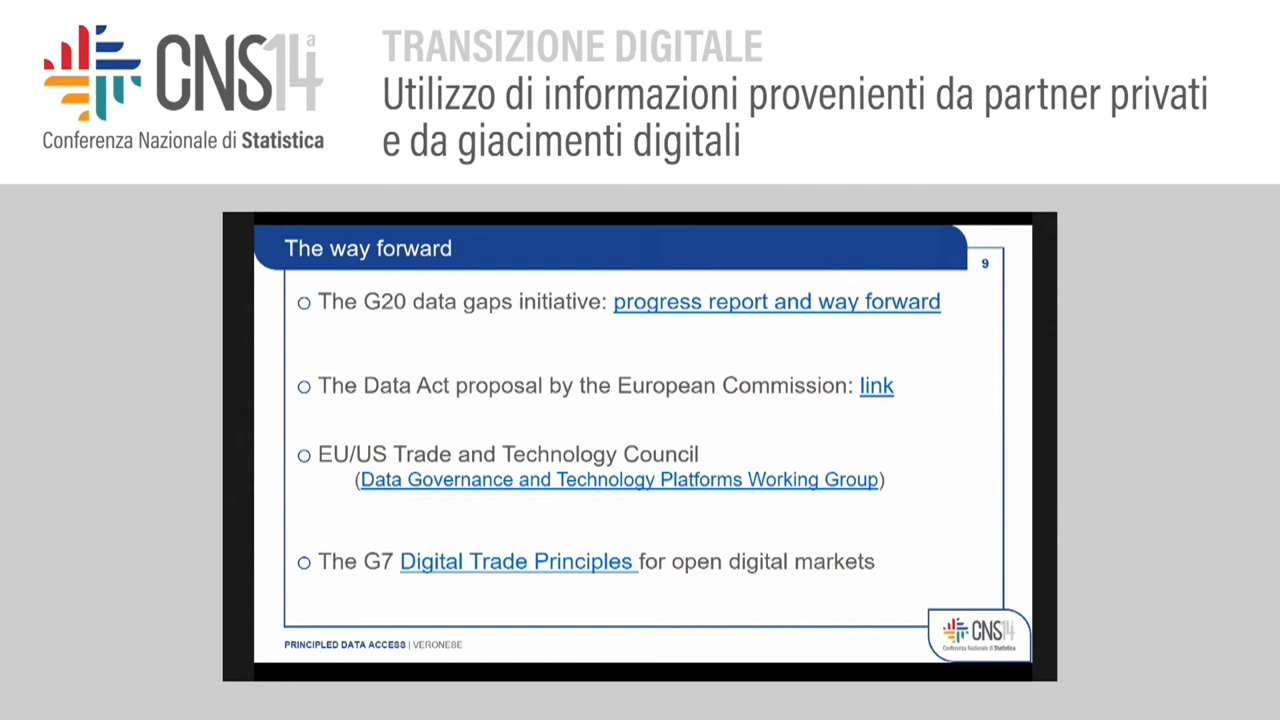 CNS14ª
Conferenza Nazionale di Statistica
TRANSIZIONE DIGITALE
Utilizzo di informazioni provenienti da partner privati
e da giacimenti digitali
The way forward
9
The G20 data gaps initiative: progress report and way forward
The Data Act proposal by the European Commission: link
EU/US Trade and Technology Council
(Data Governance and Technology Platforms Working Group)
The G7 Digital Trade Principles for open digital markets
PRINCIPLED DATA ACCESS | VERONESE
CNS14
Conferenza Nazionale di Statistica